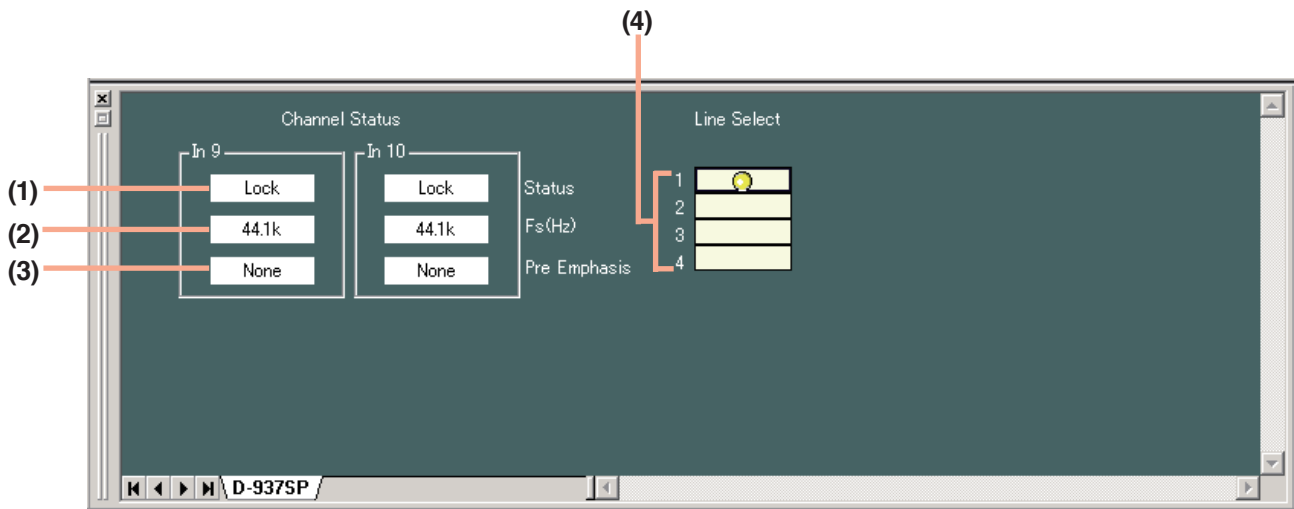 (4)
Channel Status
Line Select
In 9
In 10
(1)
Lock
Lock
Status
1
2
(2)
44.1k
44.1k
Fs(Hz)
3
(3)
None
None
Pre Emphasis
4
D-937SP